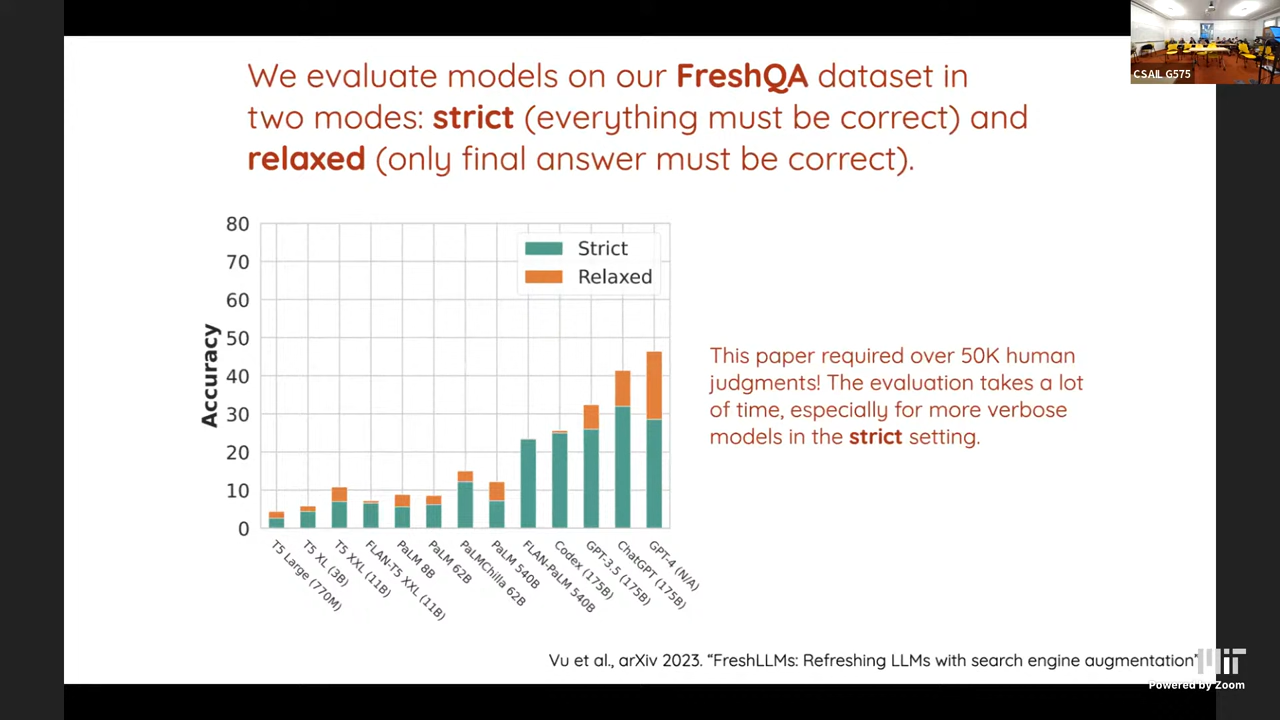 We evaluate models on our FreshQA dataset in
two modes: strict (everything must be correct) and
relaxed (only final answer must be correct).
CSAIL G575
80
70
60
50
40
30
20
10
0
Accuracy
Strict
Relaxed
T5 Large (770M)
T5 XL (3B)
T5 XXL (11B)
FLAN-T5 XXL (11B)
PaLM 8B
PaLM 62B
PaLMChilla 62B
PaLM 540B
FLAN-PaLM 540B
Codex (175B)
GPT-3.5 (175B)
ChatGPT (175B)
GPT-4 (N/A)
This paper required over 50K human
judgments! The evaluation takes a lot
of time, especially for more verbose
models in the strict setting.
Vu et al., arXiv 2023. “FreshLLMs: Refreshing LLMs with search engine augmentation”
MIT
Powered by Zoom